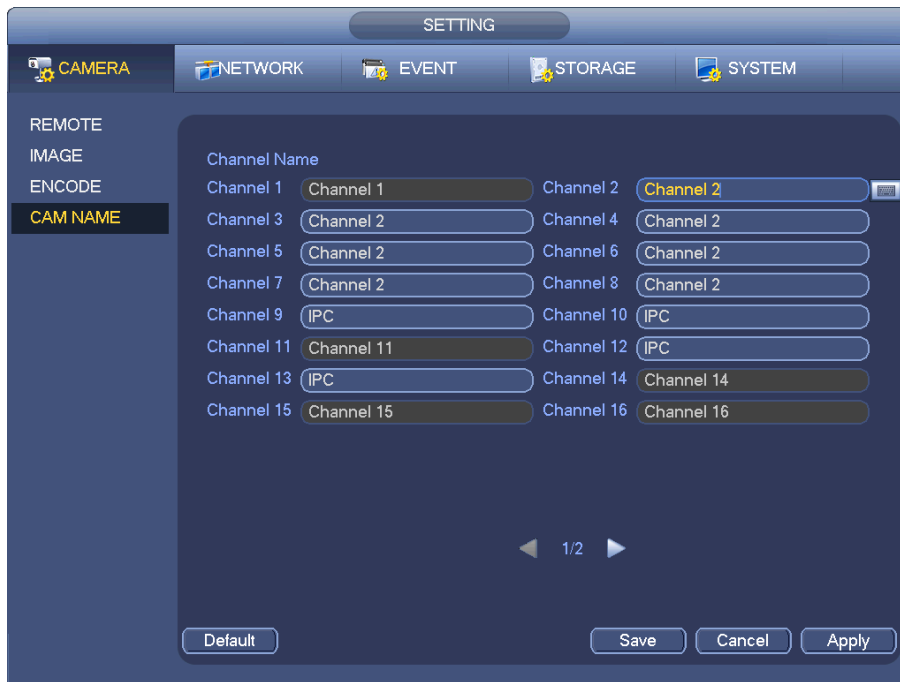 SETTING
CAMERA NETWORK EVENT STORAGE SYSTEM
REMOTE
IMAGE
ENCODE
CAM NAME
Channel Name
Channel 1 Channel 1 Channel 2 Channel 2
Channel 3 Channel 2 Channel 4 Channel 2
Channel 5 Channel 2 Channel 6 Channel 2
Channel 7 Channel 2 Channel 8 Channel 2
Channel 9 IPC Channel 10 IPC
Channel 11 Channel 11 Channel 12 IPC
Channel 13 IPC Channel 14 Channel 14
Channel 15 Channel 15 Channel 16 Channel 16
1/2
Default Save Cancel Apply